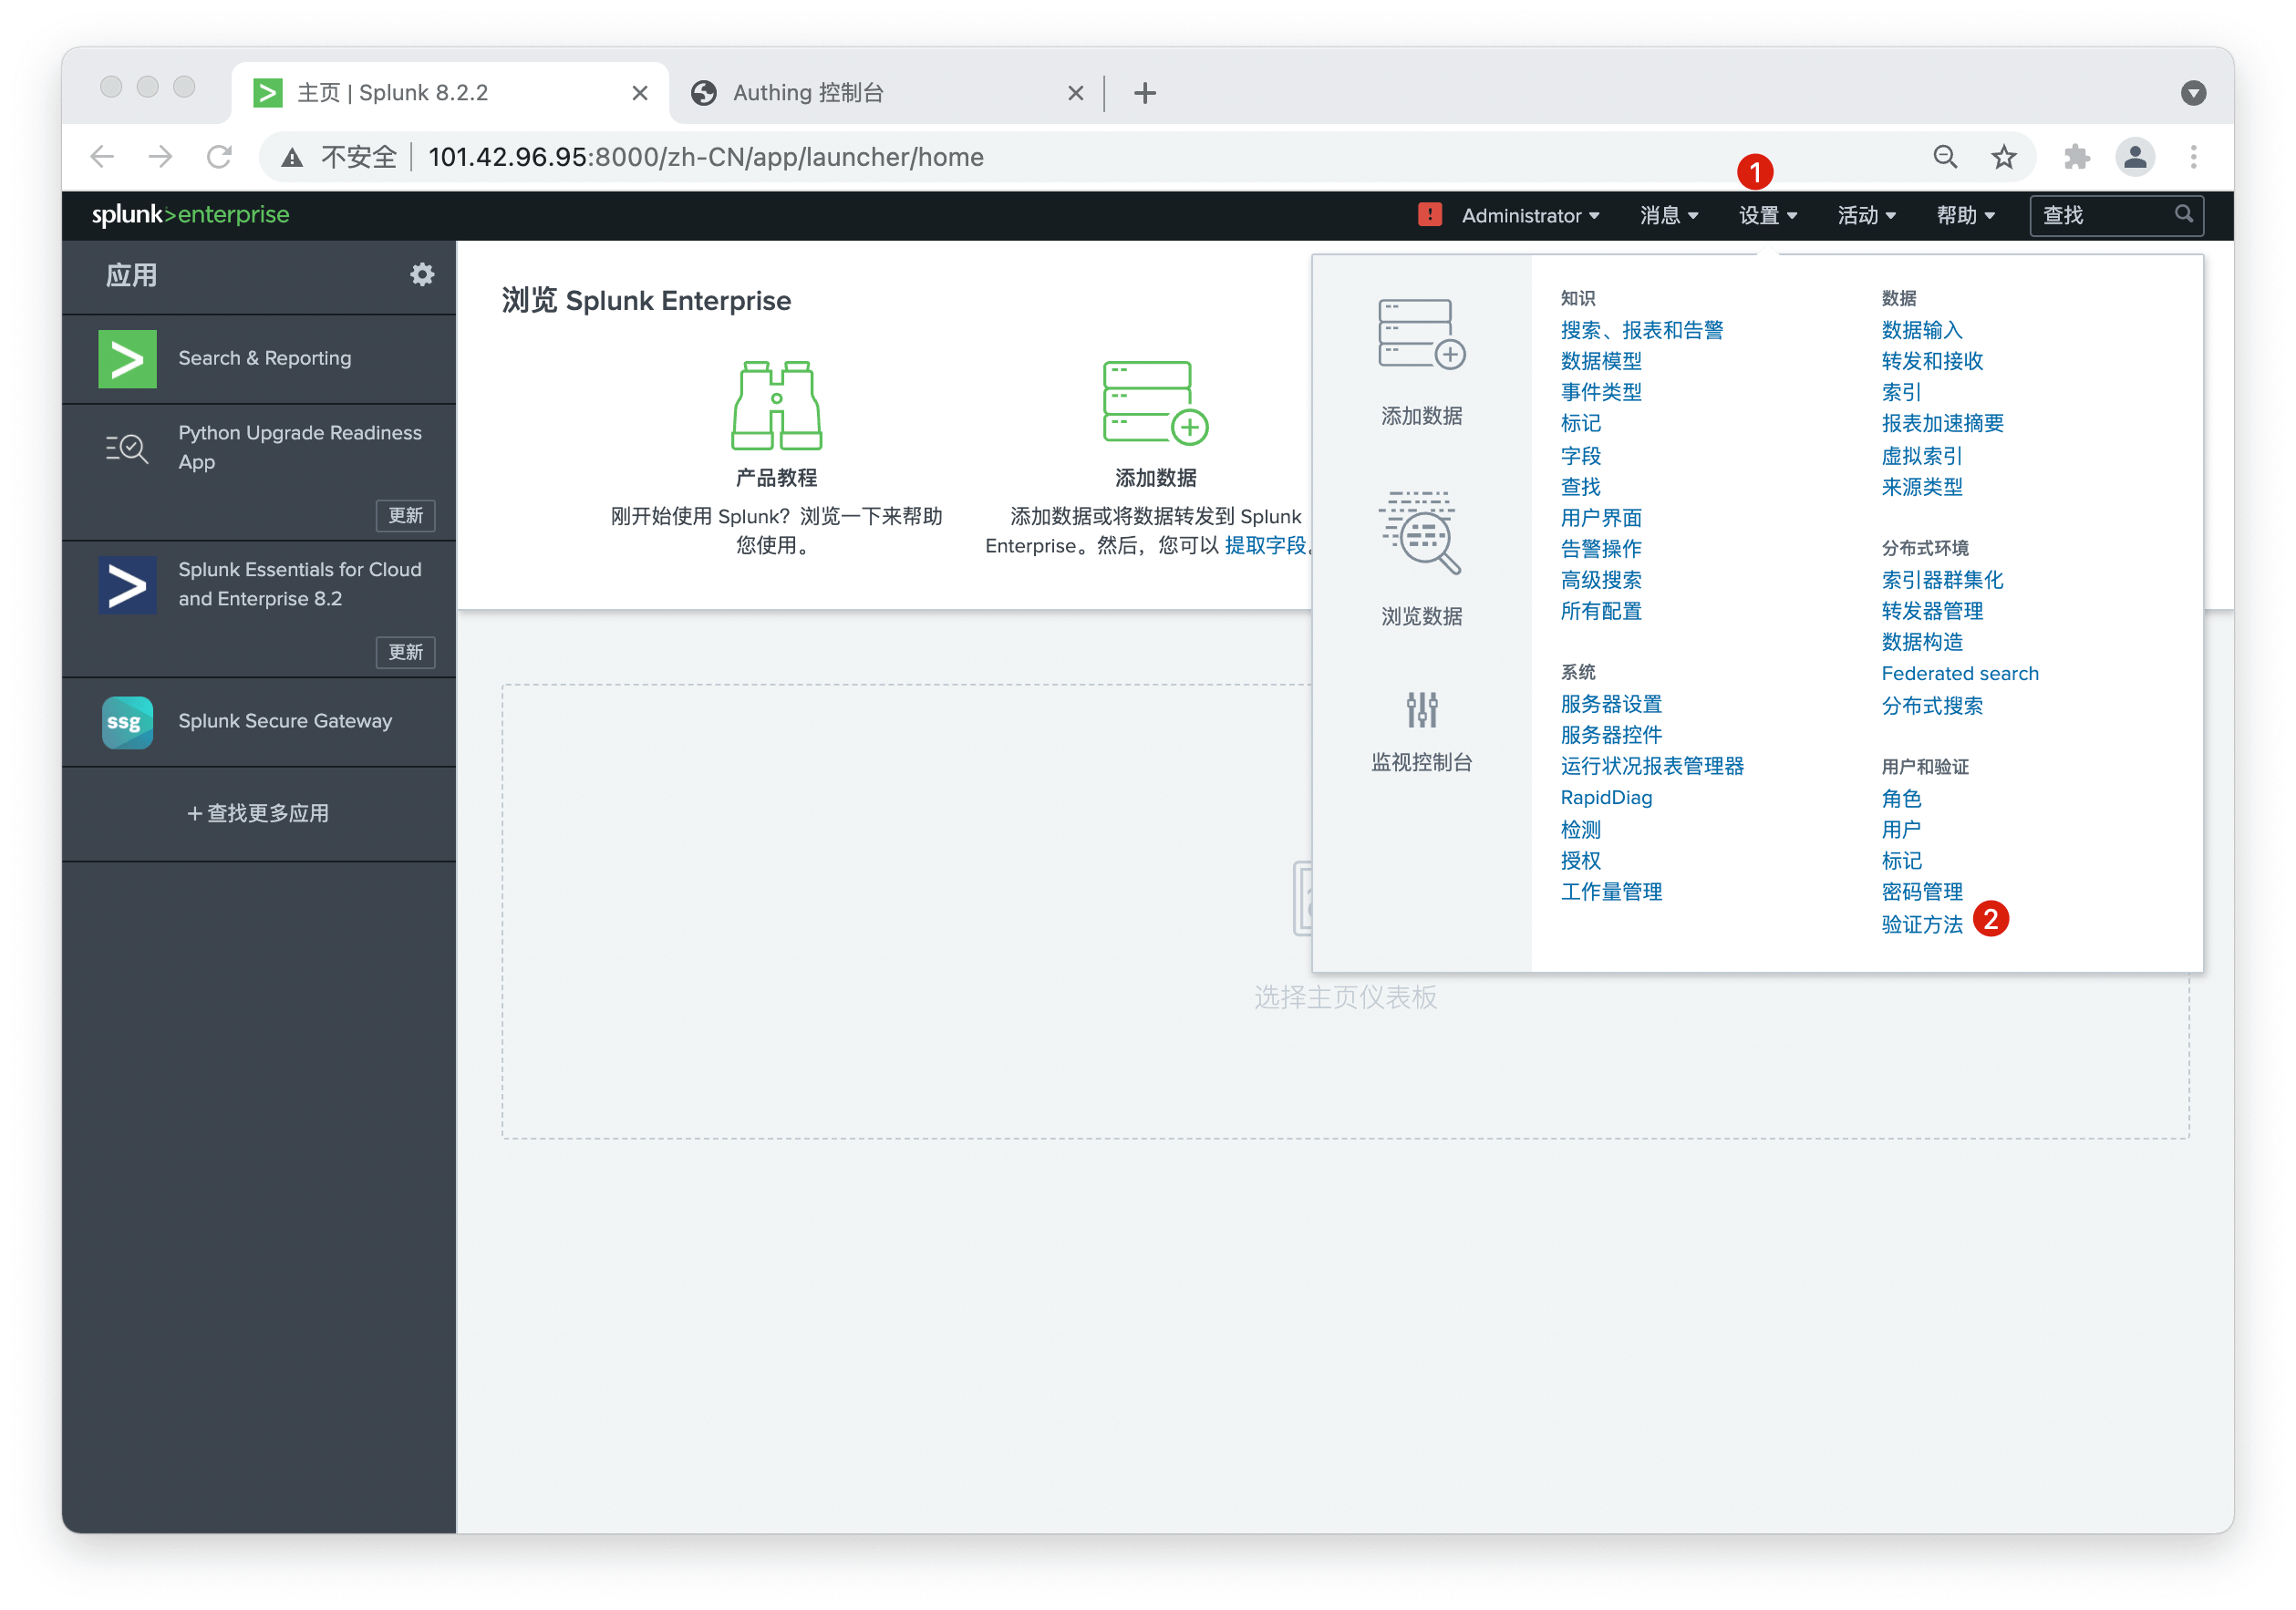 主页 | Splunk 8.2.2
Authing 控制台
不安全
101.42.96.95:8000/zh-CN/app/launcher/home
1
splunk>enterprise
! Administrator 消息 设置 活动 帮助 查找
应用
Search & Reporting
Python Upgrade Readiness
App
更新
Splunk Essentials for Cloud
and Enterprise 8.2
更新
ssg
Splunk Secure Gateway
+ 查找更多应用
浏览 Splunk Enterprise
产品教程
刚开始使用 Splunk？浏览一下来帮助
您使用。
添加数据
添加数据或将数据转发到 Splunk
Enterprise。然后，您可以 提取字段。
选择主页仪表板
添加数据
浏览数据
监视控制台
知识
搜索、报表和告警
数据模型
事件类型
标记
字段
查找
用户界面
告警操作
高级搜索
所有配置
系统
服务器设置
服务器控件
运行状况报表管理器
RapidDiag
检测
授权
工作量管理
数据
数据输入
转发和接收
索引
报表加速摘要
虚拟索引
来源类型
分布式环境
索引器群集化
转发器管理
数据构造
Federated search
分布式搜索
用户和验证
角色
用户
标记
密码管理
验证方法 2